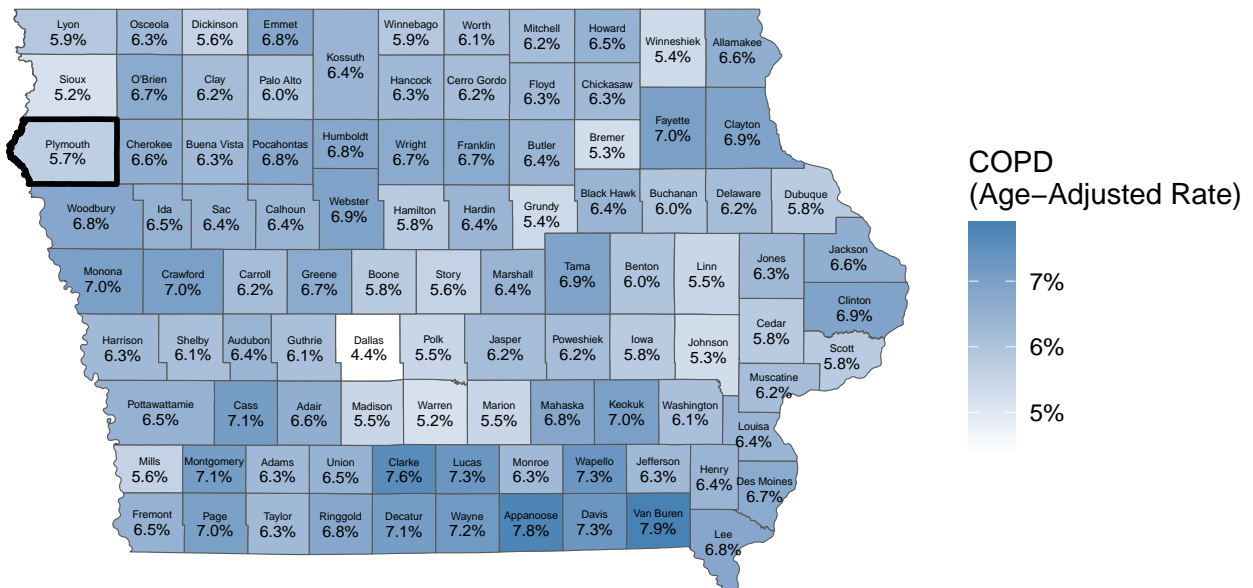 Lyon
5.9%
Osceola
6.3%
Dickinson
5.6%
Emmet
6.8%
Kossuth
6.4%
Winnebago
5.9%
Worth
6.1%
Mitchell
6.2%
Howard
6.5%
Winneshiek
5.4%
Allamakee
6.6%
Sioux
5.2%
O'Brien
6.7%
Clay
6.2%
Palo Alto
6.0%
Hancock
6.3%
Cerro Gordo
6.2%
Floyd
6.3%
Chickasaw
6.3%
Fayette
7.0%
Clayton
6.9%
Plymouth
5.7%
Cherokee
6.6%
Buena Vista
6.3%
Pocahontas
6.8%
Humboldt
6.8%
Wright
6.7%
Franklin
6.7%
Butler
6.4%
Bremer
5.3%
Woodbury
6.8%
Ida
6.5%
Sac
6.4%
Calhoun
6.4%
Webster
6.9%
Hamilton
5.8%
Hardin
6.4%
Grundy
5.4%
Black Hawk
6.4%
Buchanan
6.0%
Delaware
6.2%
Dubuque
5.8%
Monona
7.0%
Crawford
7.0%
Carroll
6.2%
Greene
6.7%
Boone
5.8%
Story
5.6%
Marshall
6.4%
Tama
6.9%
Benton
6.0%
Linn
5.5%
Jones
6.3%
Jackson
6.6%
Clinton
6.9%
Harrison
6.3%
Shelby
6.1%
Audubon
6.4%
Guthrie
6.1%
Dallas
4.4%
Polk
5.5%
Jasper
6.2%
Poweshiek
6.2%
Iowa
5.8%
Johnson
5.3%
Cedar
5.8%
Scott
5.8%
Muscatine
6.2%
Pottawattamie
6.5%
Cass
7.1%
Adair
6.6%
Madison
5.5%
Warren
5.2%
Marion
5.5%
Mahaska
6.8%
Keokuk
7.0%
Washington
6.1%
Louisa
6.4%
Mills
5.6%
Montgomery
7.1%
Adams
6.3%
Union
6.5%
Clarke
7.6%
Lucas
7.3%
Monroe
6.3%
Wapello
7.3%
Jefferson
6.3%
Henry
6.4%
Des Moines
6.7%
Fremont
6.5%
Page
7.0%
Taylor
6.3%
Ringgold
6.8%
Decatur
7.1%
Wayne
7.2%
Appanoose
7.8%
Davis
7.3%
Van Buren
7.9%
Lee
6.8%
COPD
(Age−Adjusted Rate)
7%
6%
5%